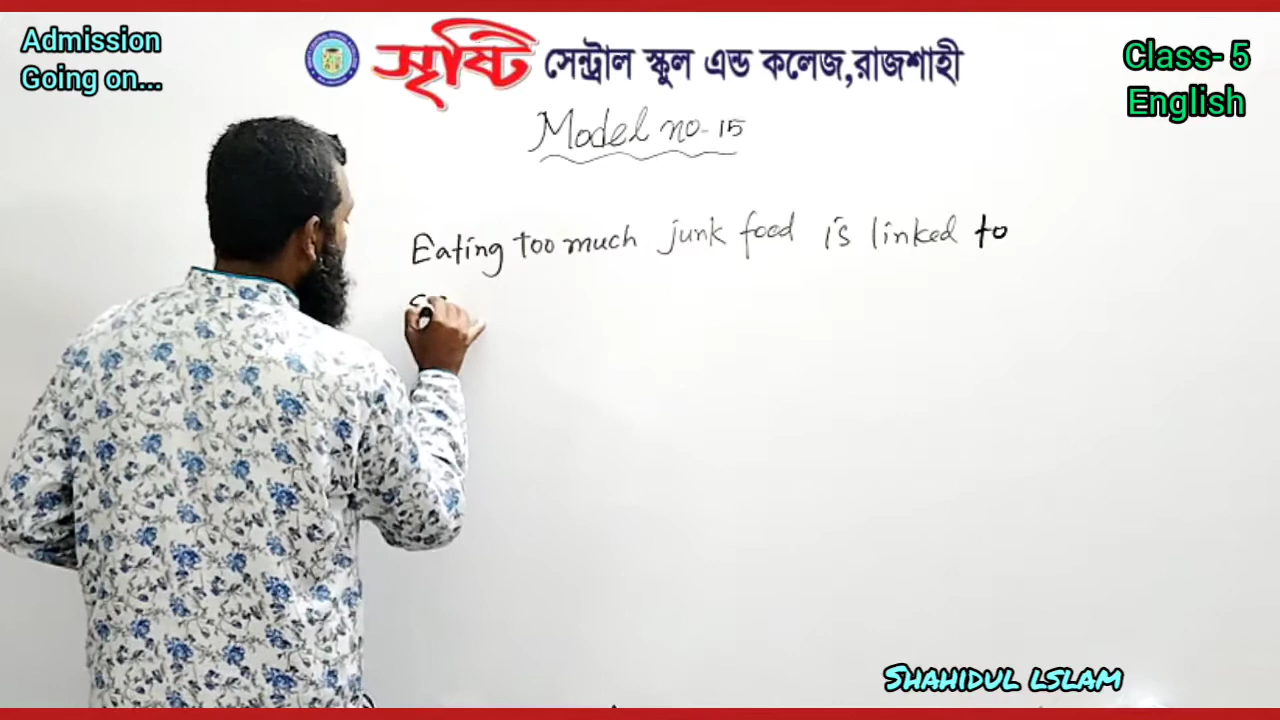 Admission
Going on...
সৃষ্টি সেন্ট্রাল স্কুল এন্ড কলেজ,রাজশাহী
Class- 5
English
Model no-15
Eating too much junk food is linked to
Shahidul lslam